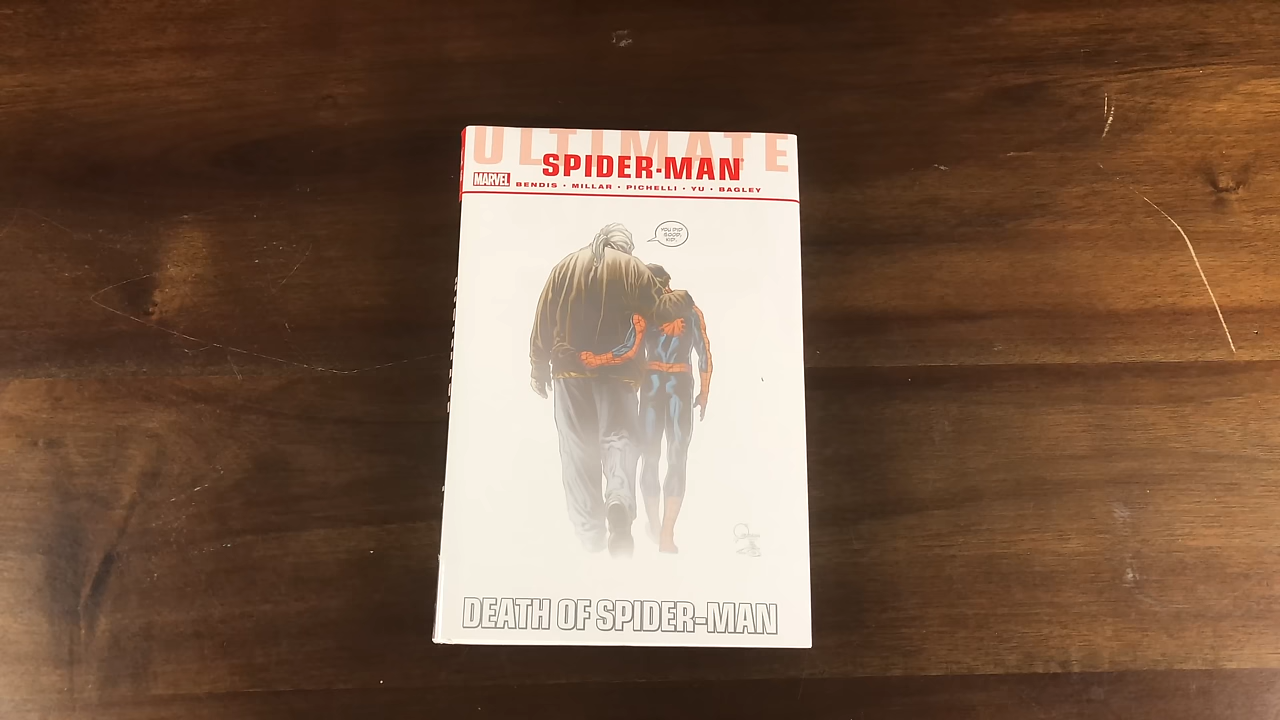 ULTIMATE
SPIDER-MAN
MARVEL BENDIS • MILLAR • PICHELLI • YU • BAGLEY
YOU DID
GOOD,
KID.
DEATH OF SPIDER-MAN